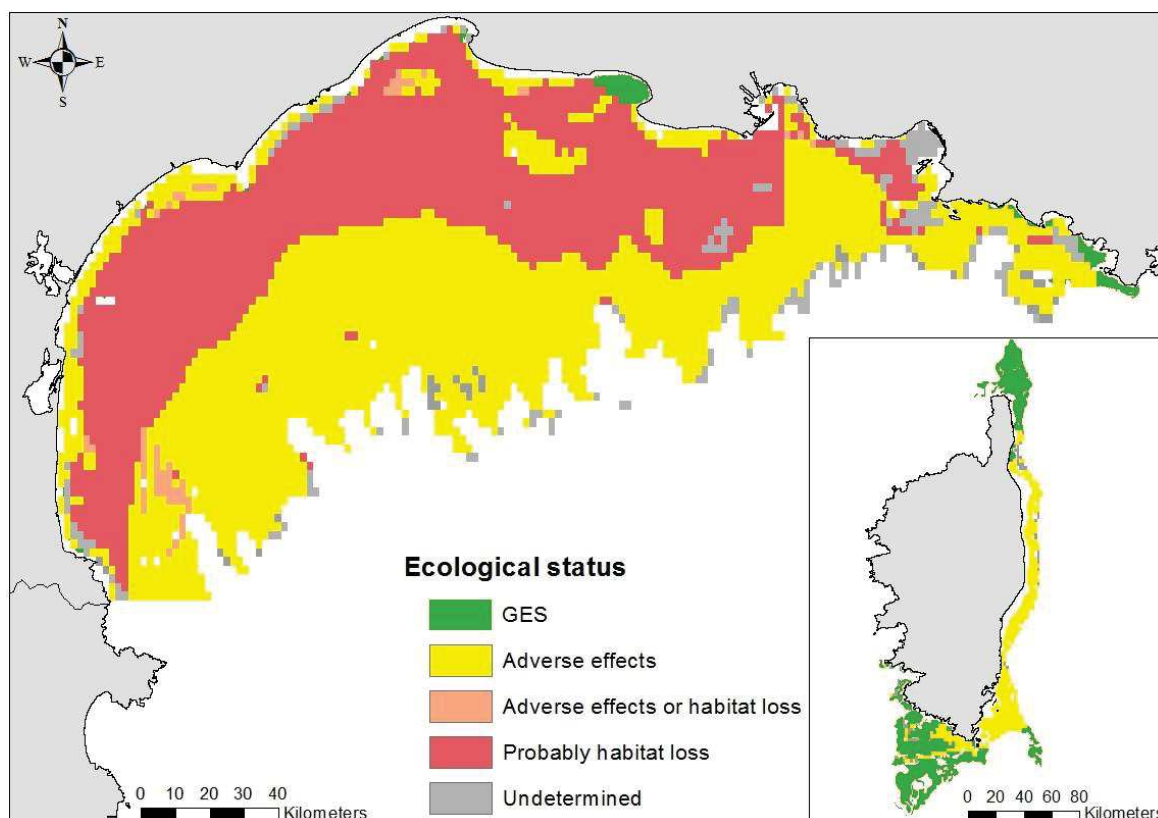 N
W E
S
Ecological status
GES
Adverse effects
Adverse effects or habitat loss
Probably habitat loss
Undetermined
0 10 20 30 40
Kilometers
0 20 40 60 80
Kilometers